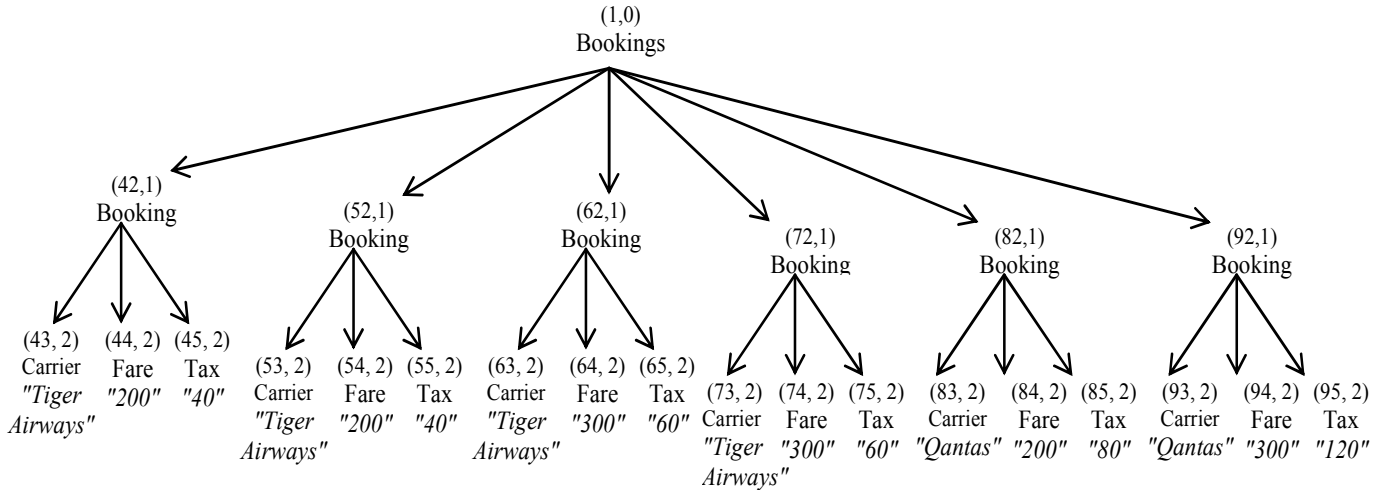 (1,0)
Bookings
(42,1)
Booking
(52,1)
Booking
(62,1)
Booking
(72,1)
Booking
(82,1)
Booking
(92,1)
Booking
(43, 2)
Carrier
"Tiger
Airways"
(44, 2)
Fare
"200"
(45, 2)
Tax
"40"
(53, 2)
Carrier
"Tiger
Airways"
(54, 2)
Fare
"200"
(55, 2)
Tax
"40"
(63, 2)
Carrier
"Tiger
Airways"
(64, 2)
Fare
"300"
(65, 2)
Tax
"60"
(73, 2)
Carrier
"Tiger
Airways"
(74, 2)
Fare
"300"
(75, 2)
Tax
"60"
(83, 2)
Carrier
"Qantas"
(84, 2)
Fare
"200"
(85, 2)
Tax
"80"
(93, 2)
Carrier
"Qantas"
(94, 2)
Fare
"300"
(95, 2)
Tax
"120"